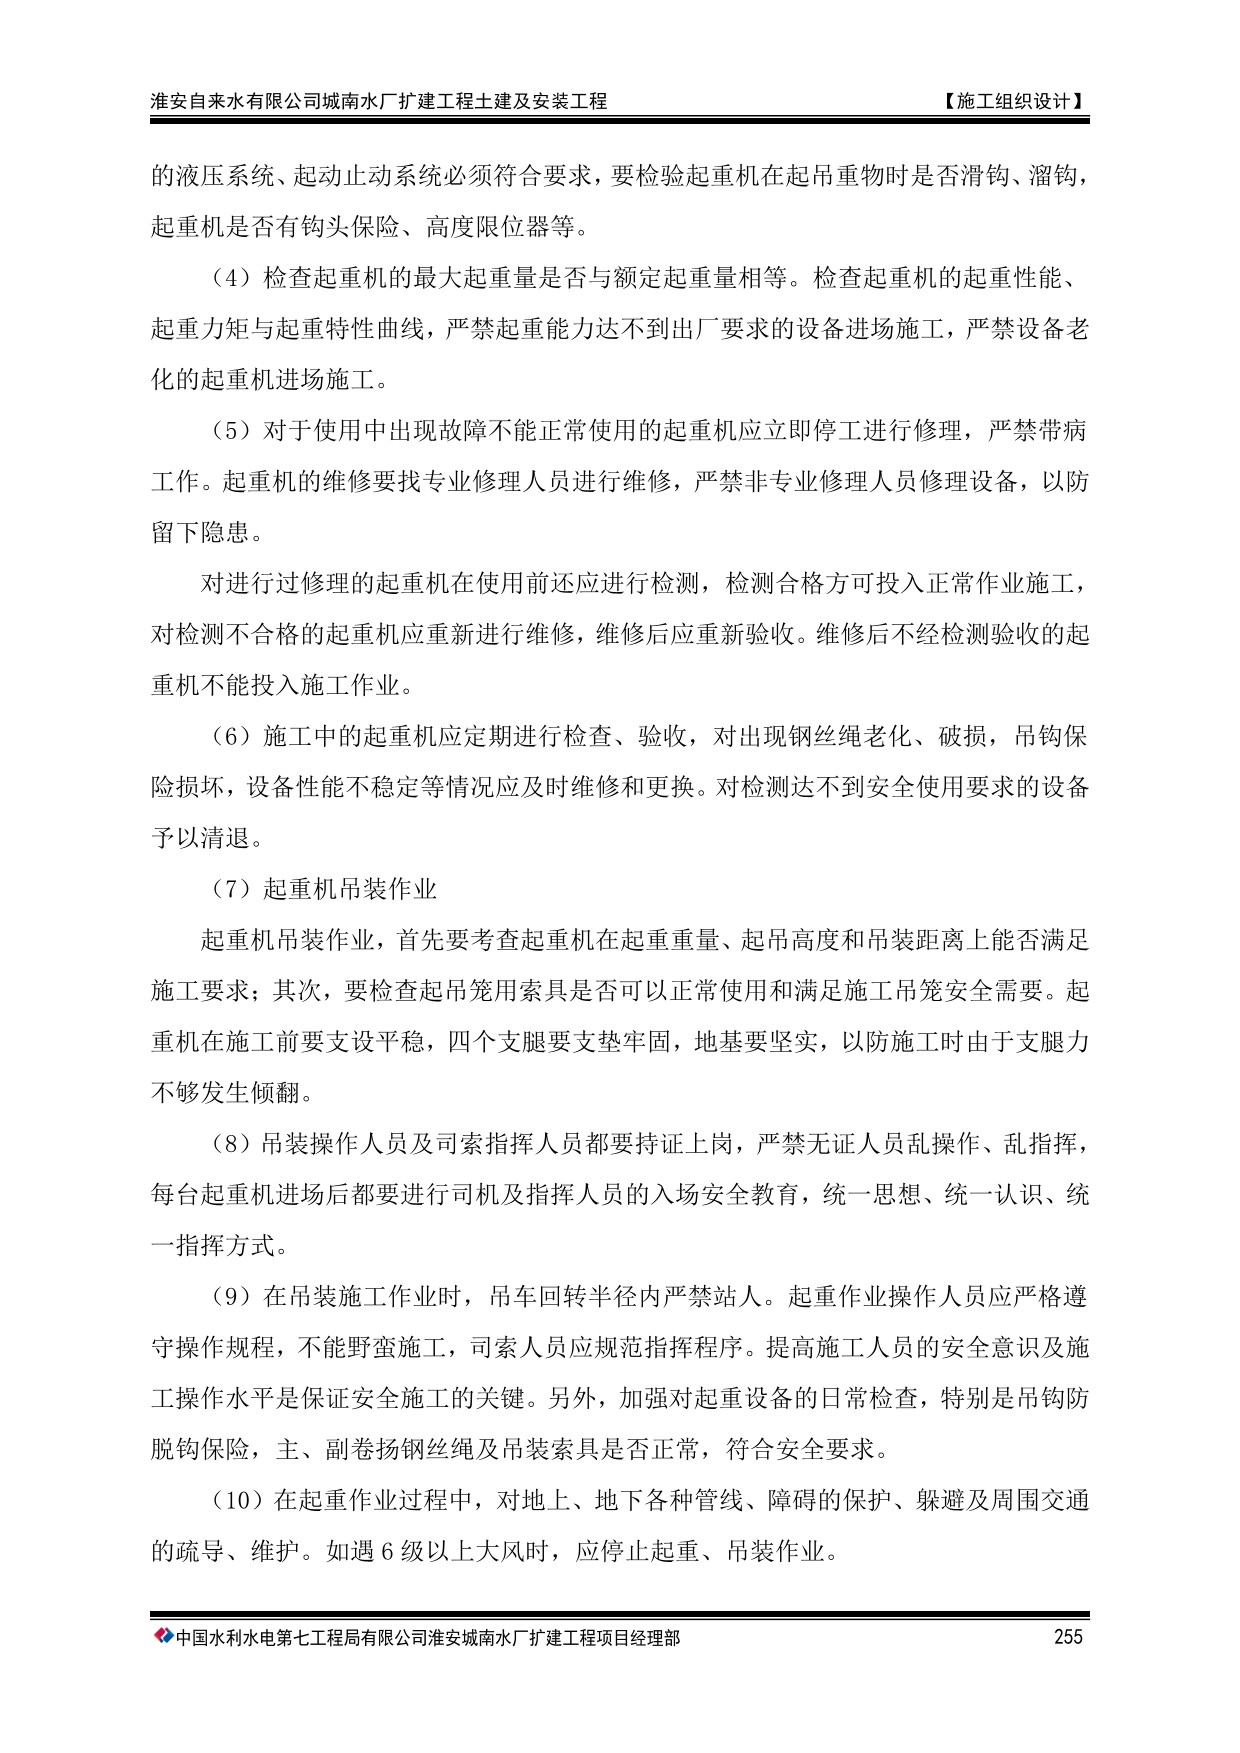 淮安自来水有限公司城南水厂扩建工程土建及安装工程 【施工组织设计】
的液压系统、起动止动系统必须符合要求，要检验起重机在起吊重物时是否滑钩、溜钩，
起重机是否有钩头保险、高度限位器等。
（4）检查起重机的最大起重量是否与额定起重量相等。检查起重机的起重性能、
起重力矩与起重特性曲线，严禁起重能力达不到出厂要求的设备进场施工，严禁设备老
化的起重机进场施工。
（5）对于使用中出现故障不能正常使用的起重机应立即停工进行修理，严禁带病
工作。起重机的维修要找专业修理人员进行维修，严禁非专业修理人员修理设备，以防
留下隐患。
对进行过修理的起重机在使用前还应进行检测，检测合格方可投入正常作业施工，
对检测不合格的起重机应重新进行维修，维修后应重新验收。维修后不经检测验收的起
重机不能投入施工作业。
（6）施工中的起重机应定期进行检查、验收，对出现钢丝绳老化、破损，吊钩保
险损坏，设备性能不稳定等情况应及时维修和更换。对检测达不到安全使用要求的设备
予以清退。
（7）起重机吊装作业
起重机吊装作业，首先要考查起重机在起重重量、起吊高度和吊装距离上能否满足
施工要求；其次，要检查起吊笼用索具是否可以正常使用和满足施工吊笼安全需要。起
重机在施工前要支设平稳，四个支腿要支垫牢固，地基要坚实，以防施工时由于支腿力
不够发生倾翻。
（8）吊装操作人员及司索指挥人员都要持证上岗，严禁无证人员乱操作、乱指挥，
每台起重机进场后都要进行司机及指挥人员的入场安全教育，统一思想、统一认识、统
一指挥方式。
（9）在吊装施工作业时，吊车回转半径内严禁站人。起重作业操作人员应严格遵
守操作规程，不能野蛮施工，司索人员应规范指挥程序。提高施工人员的安全意识及施
工操作水平是保证安全施工的关键。另外，加强对起重设备的日常检查，特别是吊钩防
脱钩保险，主、副卷扬钢丝绳及吊装索具是否正常，符合安全要求。
（10）在起重作业过程中，对地上、地下各种管线、障碍的保护、躲避及周围交通
的疏导、维护。如遇 6 级以上大风时，应停止起重、吊装作业。
中国水利水电第七工程局有限公司淮安城南水厂扩建工程项目经理部 255